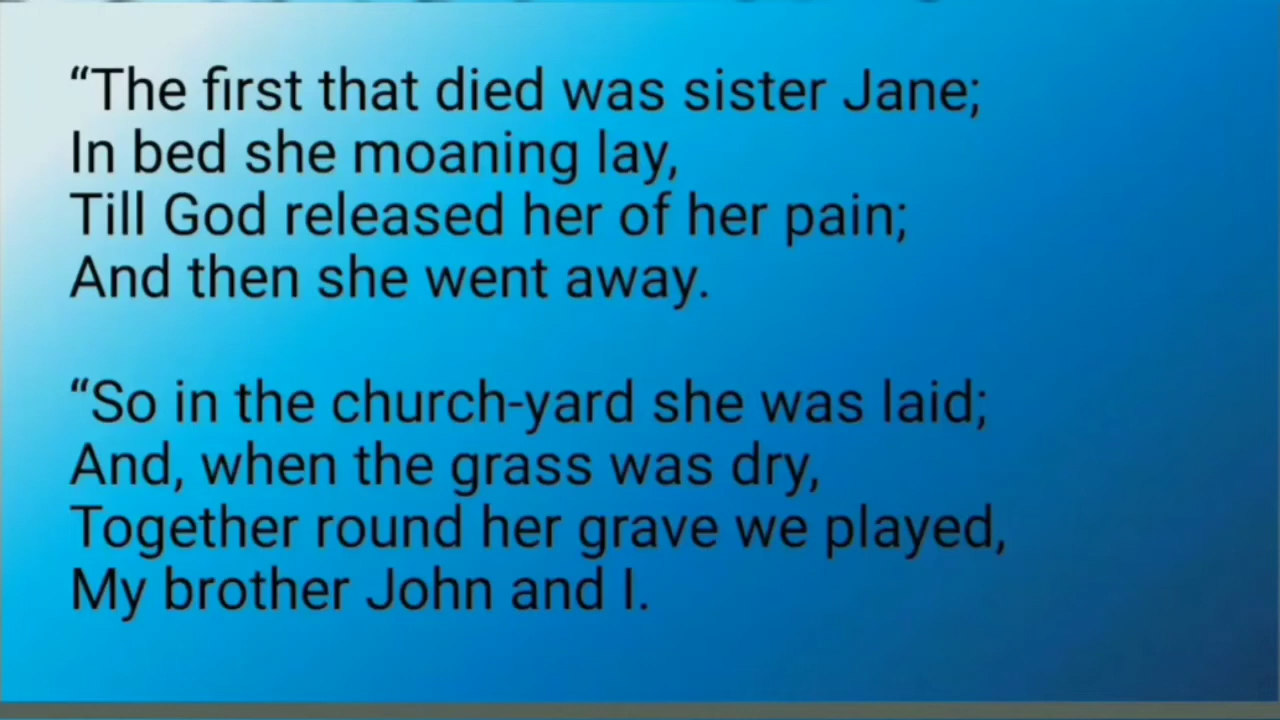 “The first that died was sister Jane;
In bed she moaning lay,
Till God released her of her pain;
And then she went away.
“So in the church-yard she was laid;
And, when the grass was dry,
Together round her grave we played,
My brother John and I.